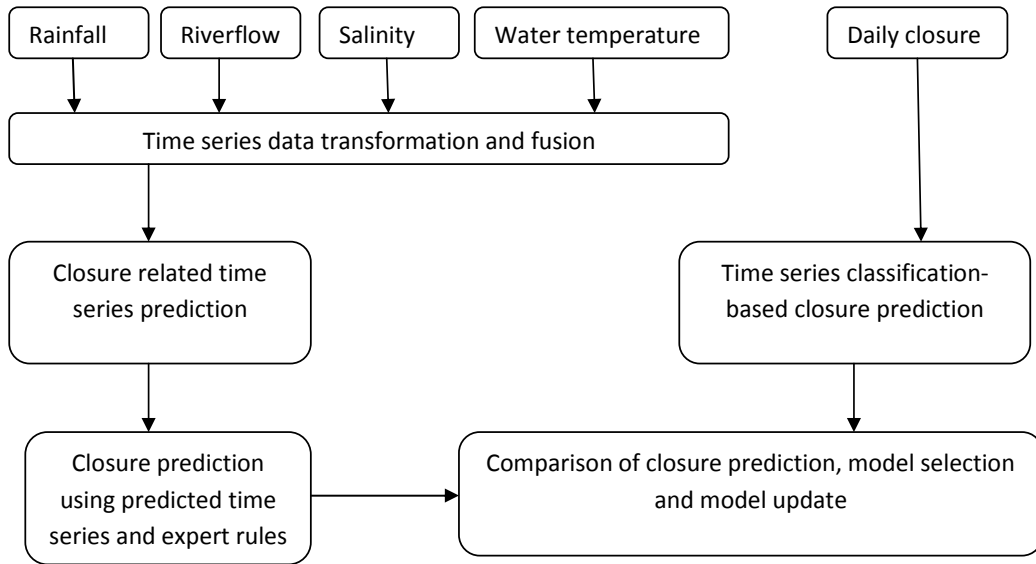 Rainfall
Riverflow
Salinity
Water temperature
Daily closure
Time series data transformation and fusion
Closure related time
series prediction
Time series classification-
based closure prediction
Closure prediction
using predicted time
series and expert rules
Comparison of closure prediction, model selection
and model update